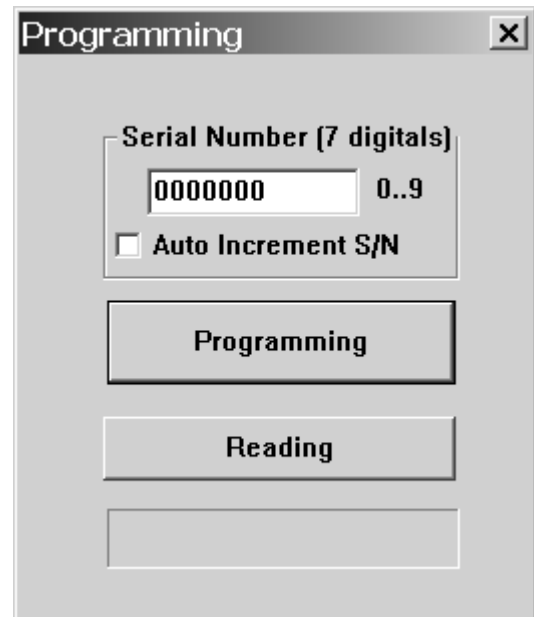 Programming
Serial Number (7 digitals)
0000000 0..9
Auto Increment S/N
Programming
Reading